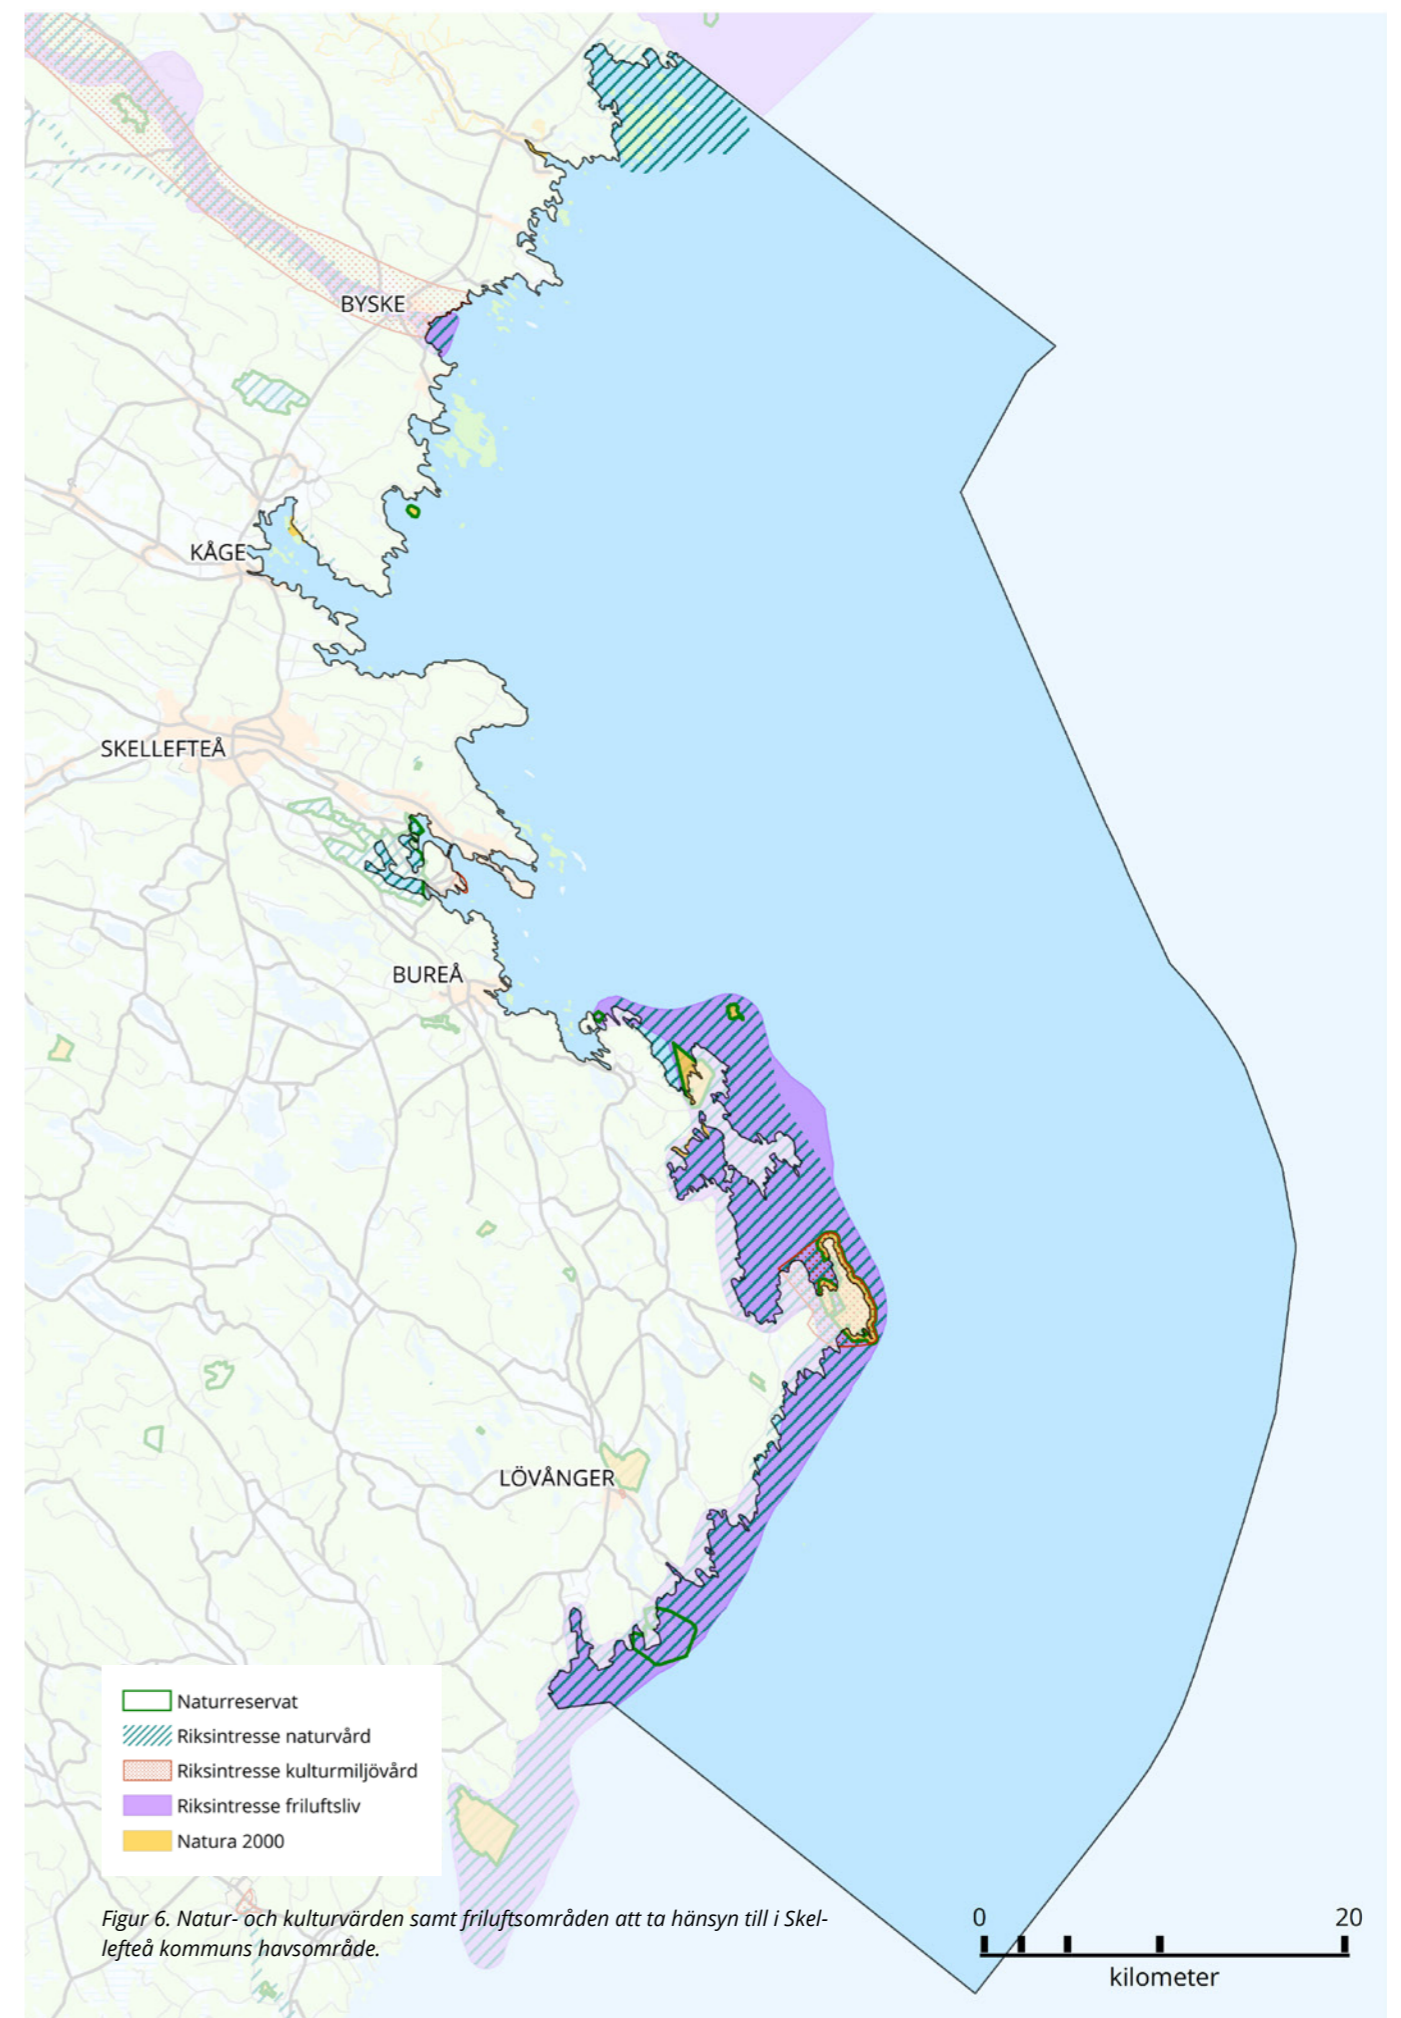 BYSKE
KÅGE
SKELLEFTEÅ
BUREÅ
LÖVÅNGER
Naturreservat
Riksintresse naturvård
Riksintresse kulturmiljövård
Riksintresse friluftsliv
Natura 2000
Figur 6. Natur- och kulturvärden samt friluftsområden att ta hänsyn till i Skel-
lefteå kommuns havsområde.
0 20
kilometer